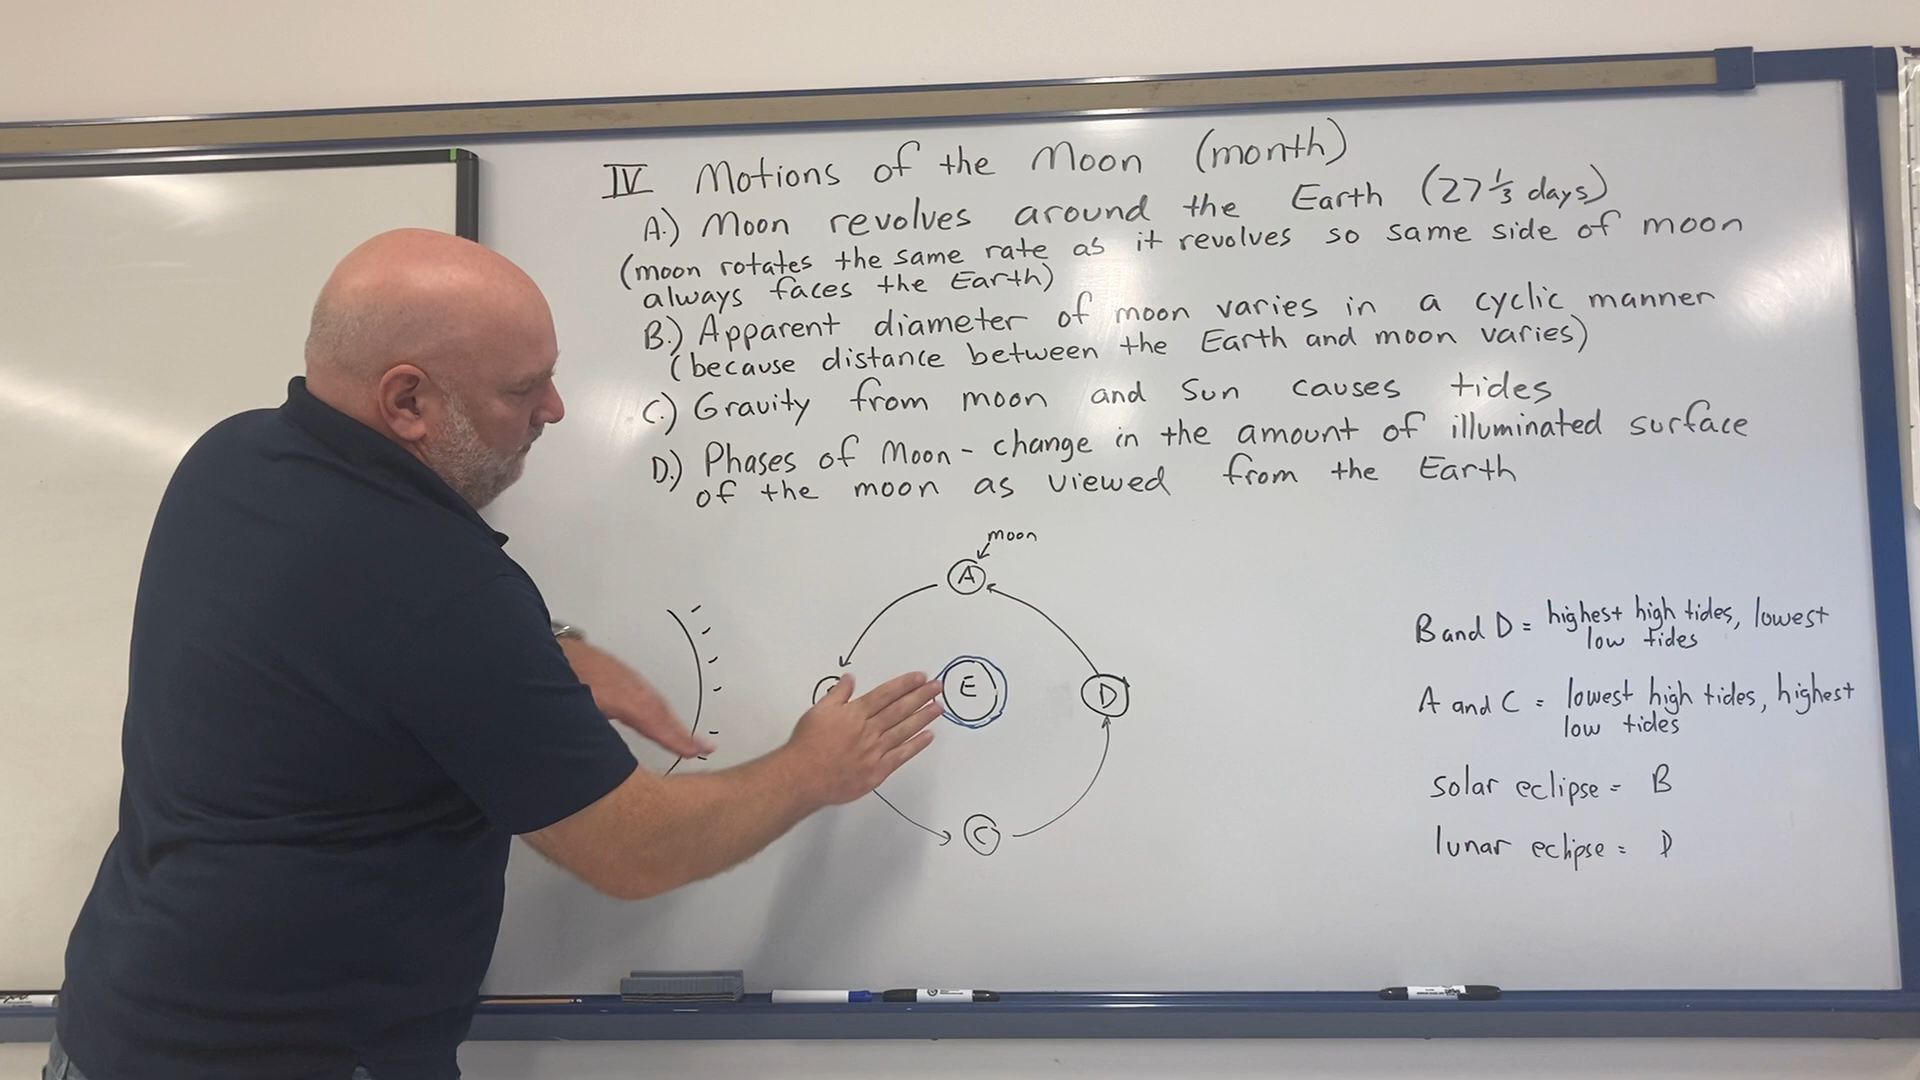 IV Motions of the Moon (month)
A.) Moon revolves around the Earth (27 1/3 days)
(moon rotates the same rate as it revolves so same side of moon
always faces the Earth)
B.) Apparent diameter of moon varies in a cyclic manner
(because distance between the Earth and moon varies)
C.) Gravity from moon and Sun causes tides
D.) Phases of Moon - change in the amount of illuminated surface
of the moon as viewed from the Earth
moon
A
E
D
C
B and D = highest high tides, lowest
low tides
A and C = lowest high tides, highest
low tides
solar eclipse = B
lunar eclipse = D